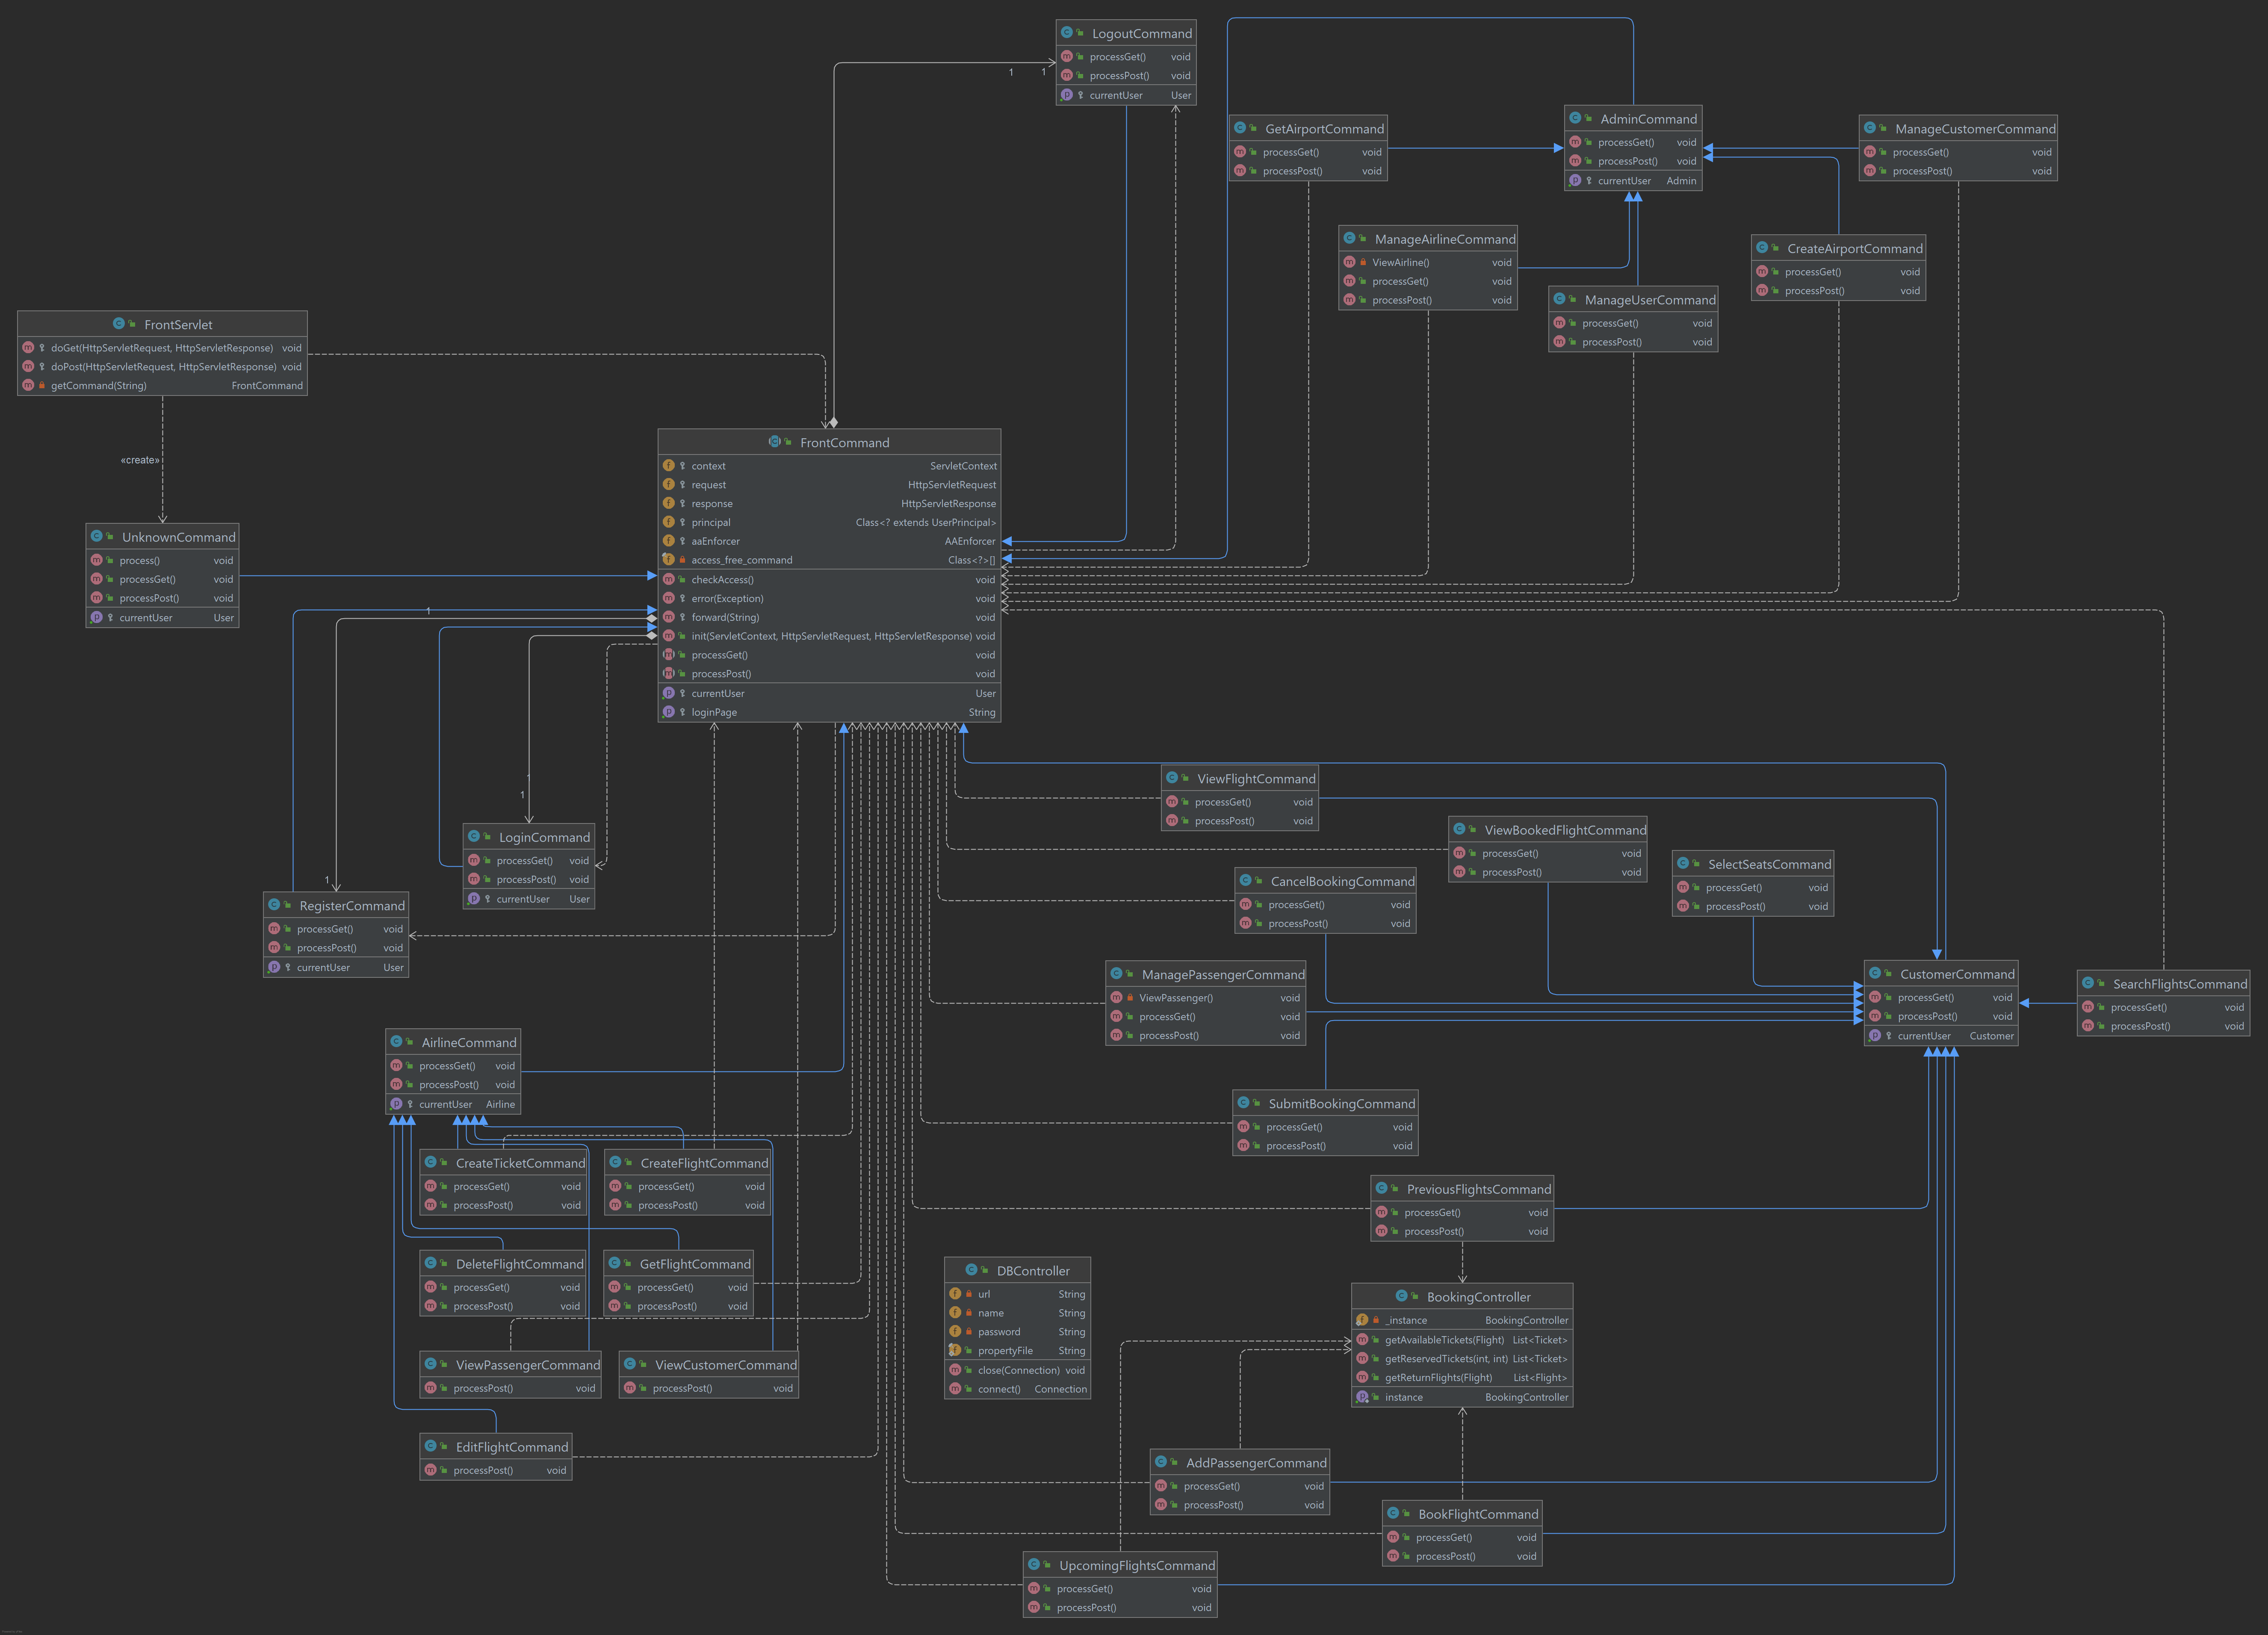 LogoutCommand
processGet() void
processPost() void
currentUser User
1 1
GetAirportCommand
processGet() void
processPost() void
AdminCommand
processGet() void
processPost() void
currentUser Admin
ManageCustomerCommand
processGet() void
processPost() void
ManageAirlineCommand
ViewAirline() void
processGet() void
processPost() void
CreateAirportCommand
processGet() void
processPost() void
ManageUserCommand
processGet() void
processPost() void
FrontServlet
doGet(HttpServletRequest, HttpServletResponse) void
doPost(HttpServletRequest, HttpServletResponse) void
getCommand(String) FrontCommand
«create»
FrontCommand
context ServletContext
request HttpServletRequest
response HttpServletResponse
principal Class<? extends UserPrincipal>
aaEnforcer AAEnforcer
access_free_command Class<?>[]
checkAccess() void
error(Exception) void
forward(String) void
init(ServletContext, HttpServletRequest, HttpServletResponse) void
processGet() void
processPost() void
currentUser User
loginPage String
UnknownCommand
process() void
processGet() void
processPost() void
currentUser User
1
1
1
1
LoginCommand
processGet() void
processPost() void
currentUser User
RegisterCommand
processGet() void
processPost() void
currentUser User
ViewFlightCommand
processGet() void
processPost() void
ViewBookedFlightCommand
processGet() void
processPost() void
SelectSeatsCommand
processGet() void
processPost() void
CancelBookingCommand
processGet() void
processPost() void
ManagePassengerCommand
ViewPassenger() void
processGet() void
processPost() void
CustomerCommand
processGet() void
processPost() void
currentUser Customer
SearchFlightsCommand
processGet() void
processPost() void
AirlineCommand
processGet() void
processPost() void
currentUser Airline
SubmitBookingCommand
processGet() void
processPost() void
CreateTicketCommand
processGet() void
processPost() void
CreateFlightCommand
processGet() void
processPost() void
PreviousFlightsCommand
processGet() void
processPost() void
DeleteFlightCommand
processGet() void
processPost() void
GetFlightCommand
processGet() void
processPost() void
DBController
url String
name String
password String
propertyFile String
close(Connection) void
connect() Connection
BookingController
_instance BookingController
getAvailableTickets(Flight) List<Ticket>
getReservedTickets(int, int) List<Ticket>
getReturnFlights(Flight) List<Flight>
instance BookingController
ViewPassengerCommand
processPost() void
ViewCustomerCommand
processPost() void
EditFlightCommand
processPost() void
AddPassengerCommand
processGet() void
processPost() void
BookFlightCommand
processGet() void
processPost() void
UpcomingFlightsCommand
processGet() void
processPost() void